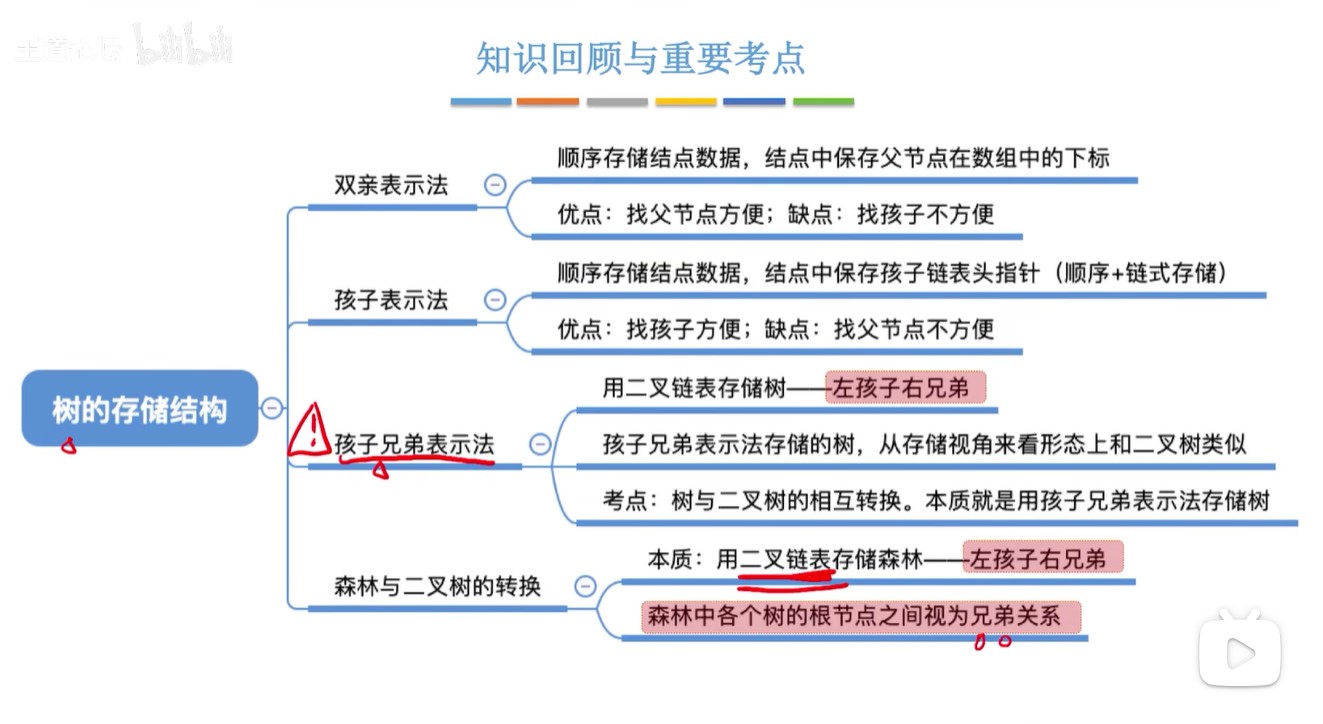 bilibili
知识回顾与重要考点
树的存储结构
双亲表示法
顺序存储结点数据，结点中保存父节点在数组中的下标
优点：找父节点方便；缺点：找孩子不方便
孩子表示法
顺序存储结点数据，结点中保存孩子链表头指针（顺序+链式存储）
优点：找孩子方便；缺点：找父节点不方便
孩子兄弟表示法
用二叉链表存储树——左孩子右兄弟
孩子兄弟表示法存储的树，从存储视角来看形态上和二叉树类似
考点：树与二叉树的相互转换。本质就是用孩子兄弟表示法存储树
森林与二叉树的转换
本质：用二叉链表存储森林——左孩子右兄弟
森林中各个树的根节点之间视为兄弟关系